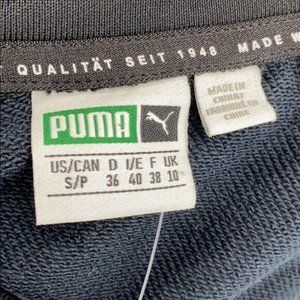 QUALITÄT SEIT 1948 MADE W
PUMA
US/CAN D I/E F UK
S/P 36 40 38 10
MADE IN
CHINA/
FABRIQUÉ EN
CHINE